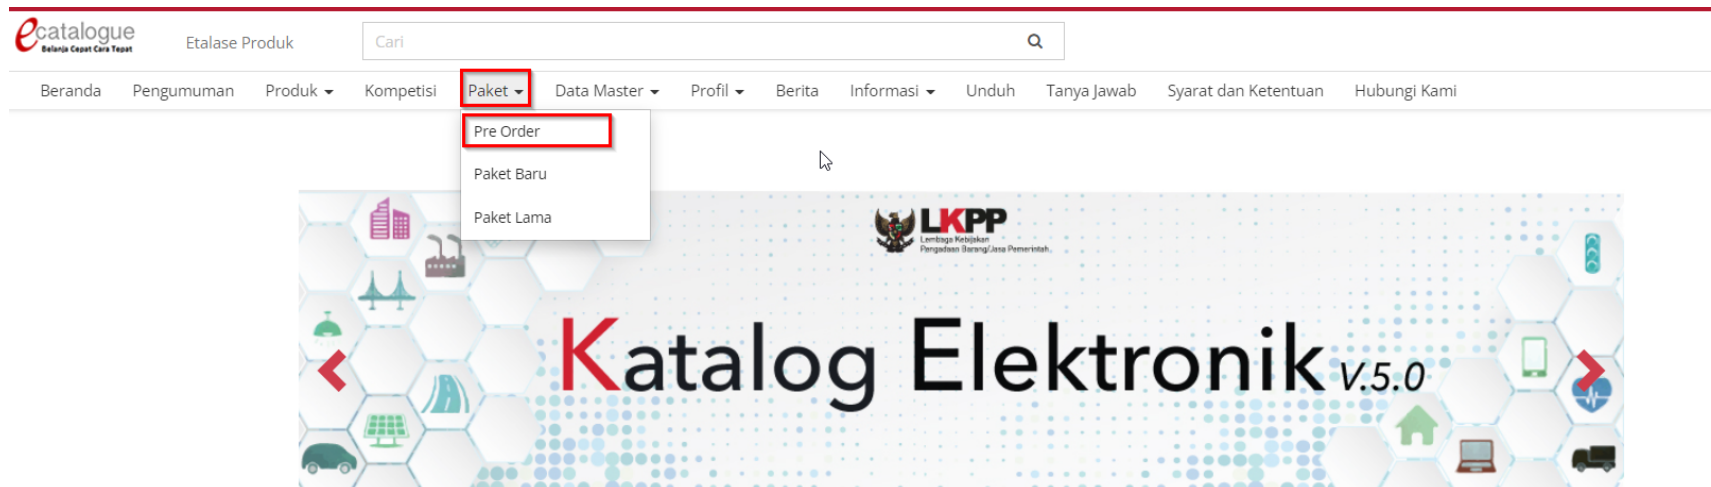 ecatalogue
Belanja Cepat Cara Tepat
Etalase Produk
Cari
Beranda Pengumuman Produk Kompetisi Paket Data Master Profil Berita Informasi Unduh Tanya Jawab Syarat dan Ketentuan Hubungi Kami
Pre Order
Paket Baru
Paket Lama
LKPP
Lembaga Kebijakan
Pengadaan Barang/Jasa Pemerintah.
Katalog Elektronik V.5.0